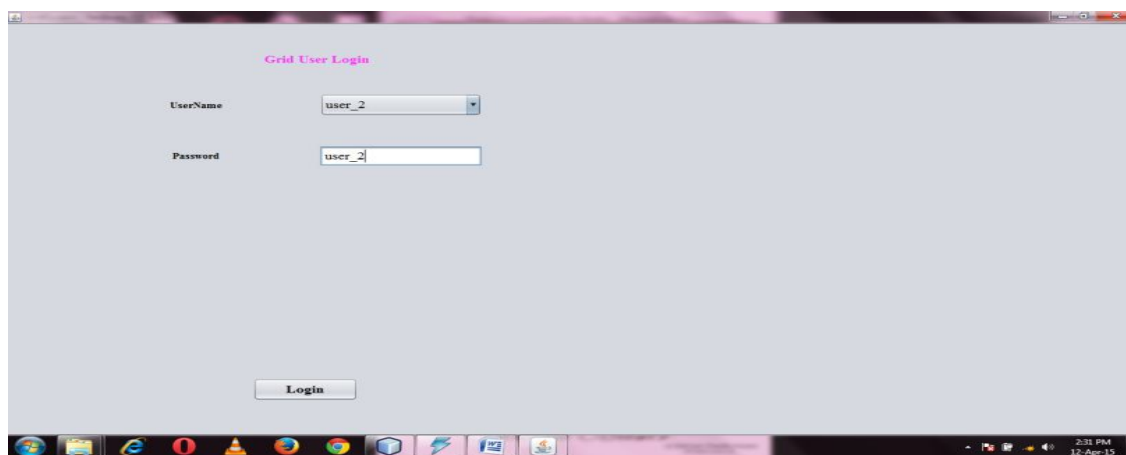 Grid User Login
UserName
user_2
Password
user_2
Login
2:31 PM
12-Apr-15